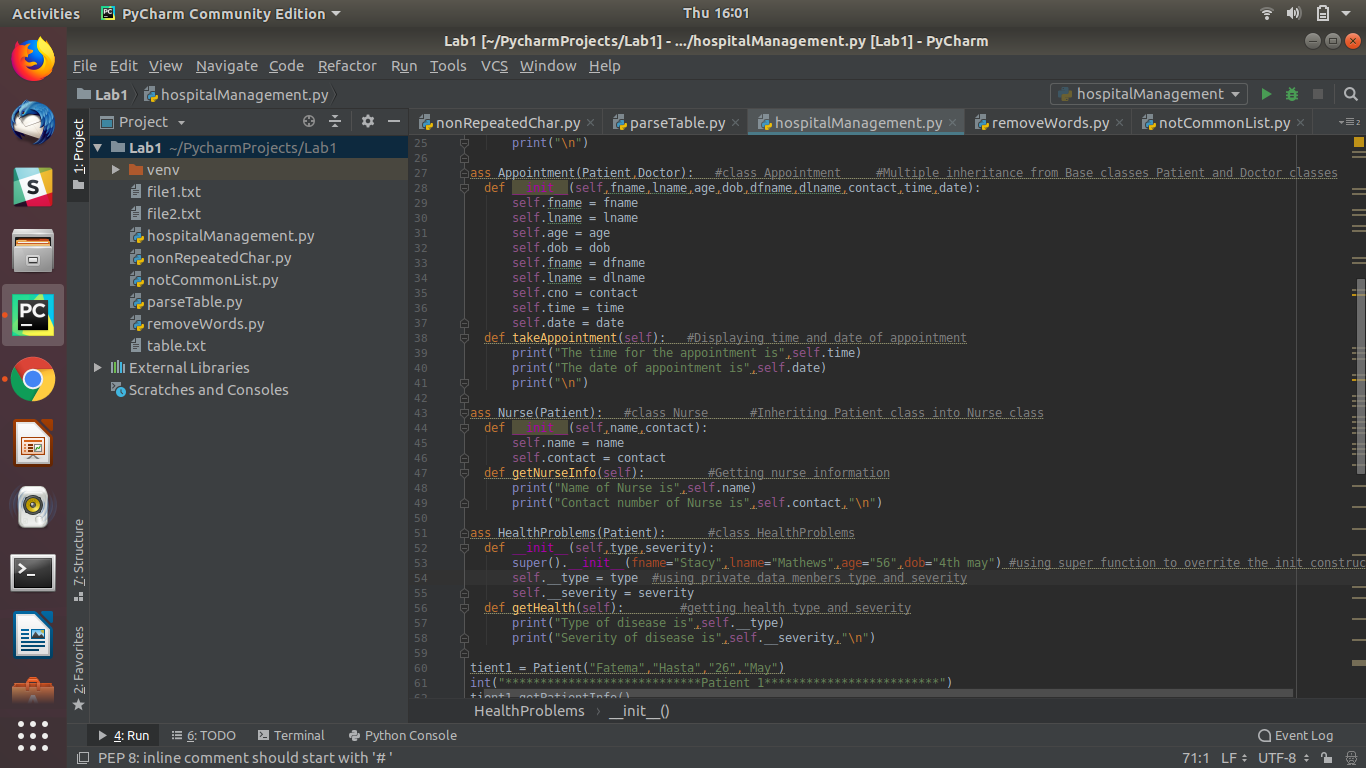 Activities PyCharm Community Edition Thu 16:01
Lab1 [~/PycharmProjects/Lab1] - .../hospitalManagement.py [Lab1] - PyCharm
File Edit View Navigate Code Refactor Run Tools VCS Window Help
Lab1 hospitalManagement.py hospitalManagement
Project nonRepeatedChar.py parseTable.py hospitalManagement.py removeWords.py notCommonList.py
1: Project
Lab1 ~/PycharmProjects/Lab1
venv
file1.txt
file2.txt
hospitalManagement.py
nonRepeatedChar.py
notCommonList.py
parseTable.py
removeWords.py
table.txt
External Libraries
Scratches and Consoles
7: Structure
2: Favorites
25 print("\n")
26
27 ass Appointment(Patient,Doctor): #class Appointment #Multiple inheritance from Base classes Patient and Doctor classes
28 def __init__(self,fname,lname,age,dob,dfname,dlname,contact,time,date):
29 self.fname = fname
30 self.lname = lname
31 self.age = age
32 self.dob = dob
33 self.fname = dfname
34 self.lname = dlname
35 self.cno = contact
36 self.time = time
37 self.date = date
38 def takeAppointment(self): #Displaying time and date of appointment
39 print("The time for the appointment is",self.time)
40 print("The date of appointment is",self.date)
41 print("\n")
42
43 ass Nurse(Patient): #class Nurse #Inheriting Patient class into Nurse class
44 def __init__(self,name,contact):
45 self.name = name
46 self.contact = contact
47 def getNurseInfo(self): #Getting nurse information
48 print("Name of Nurse is",self.name)
49 print("Contact number of Nurse is",self.contact,"\n")
50
51 ass HealthProblems(Patient): #class HealthProblems
52 def __init__(self,type,severity):
53 super().__init__(fname="Stacy",lname="Mathews",age="56",dob="4th may") #using super function to overrite the init construc
54 self.__type = type #using private data menbers type and severity
55 self.__severity = severity
56 def getHealth(self): #getting health type and severity
57 print("Type of disease is",self.__type)
58 print("Severity of disease is",self.__severity,"\n")
59
60 tient1 = Patient("Fatema","Hasta","26","May")
61 int("****************************Patient 1*************************")
62 tient1.getPatientInfo()
HealthProblems __init__()
4: Run 6: TODO Terminal Python Console Event Log
PEP 8: inline comment should start with '# ' 71:1 LF UTF-8